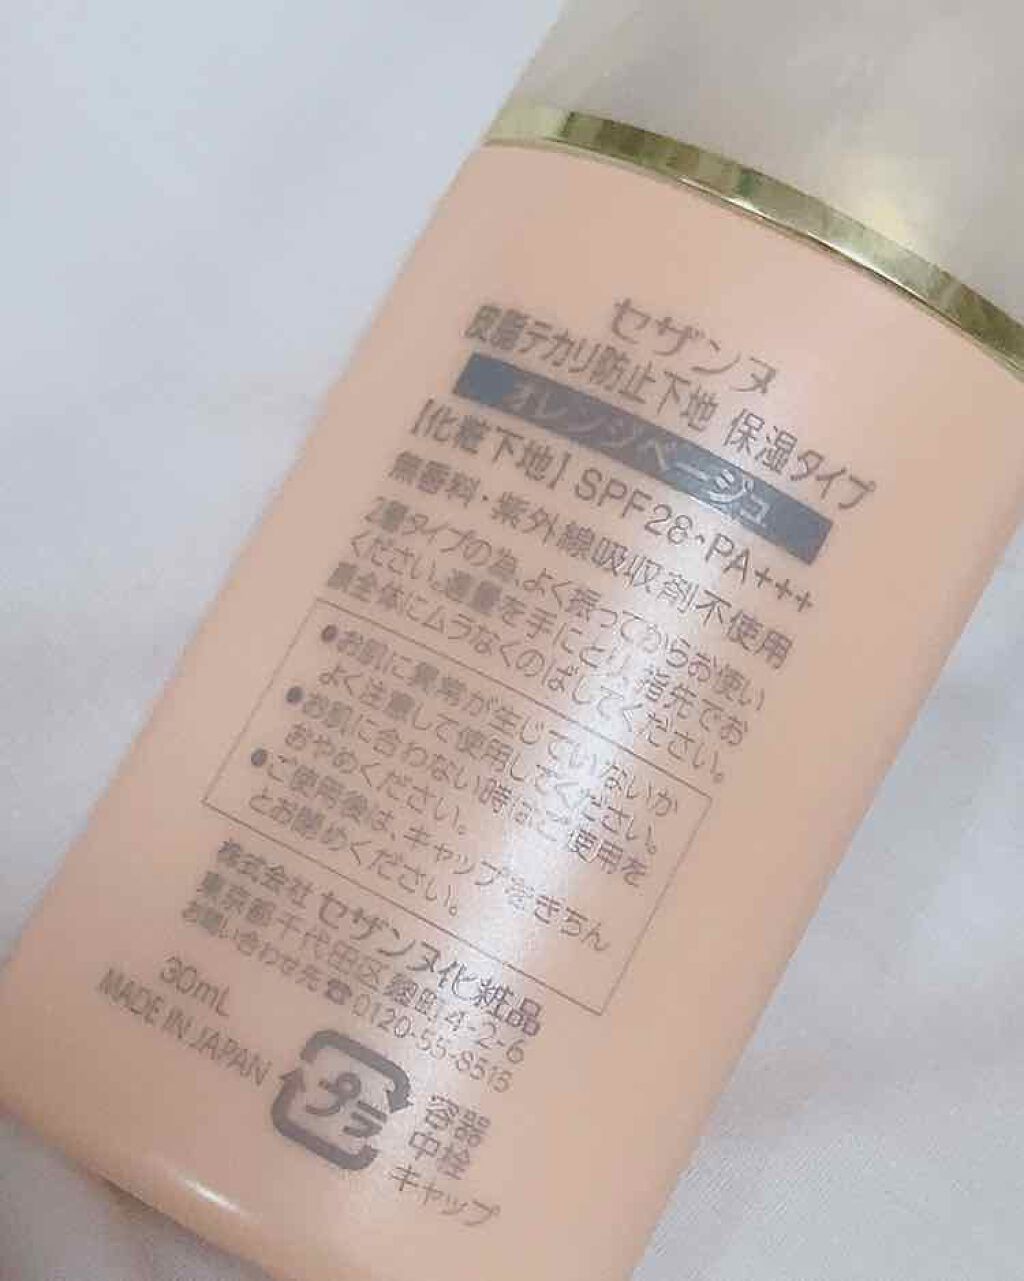 セザンヌ
皮脂テカリ防止下地 保湿タイプ
オレンジベージュ
[化粧下地] SPF28・PA+++
無香料・紫外線吸収剤不使用
2層タイプの為、よく振ってからお使い
ください。適量を手にとり、指先でお
顔全体にムラなくのばしてください。
●お肌に異常が生じていないか
よく注意して使用してください。
●お肌に合わない時はご使用を
おやめください。
●ご使用後は、キャップをきちん
とお閉めください。
株式会社 セザンヌ化粧品
東京都千代田区麹町4-2-6
お問い合わせ先☎0120-55-8515
30mL
MADE IN JAPAN
プラ
容器
中栓
キャップ